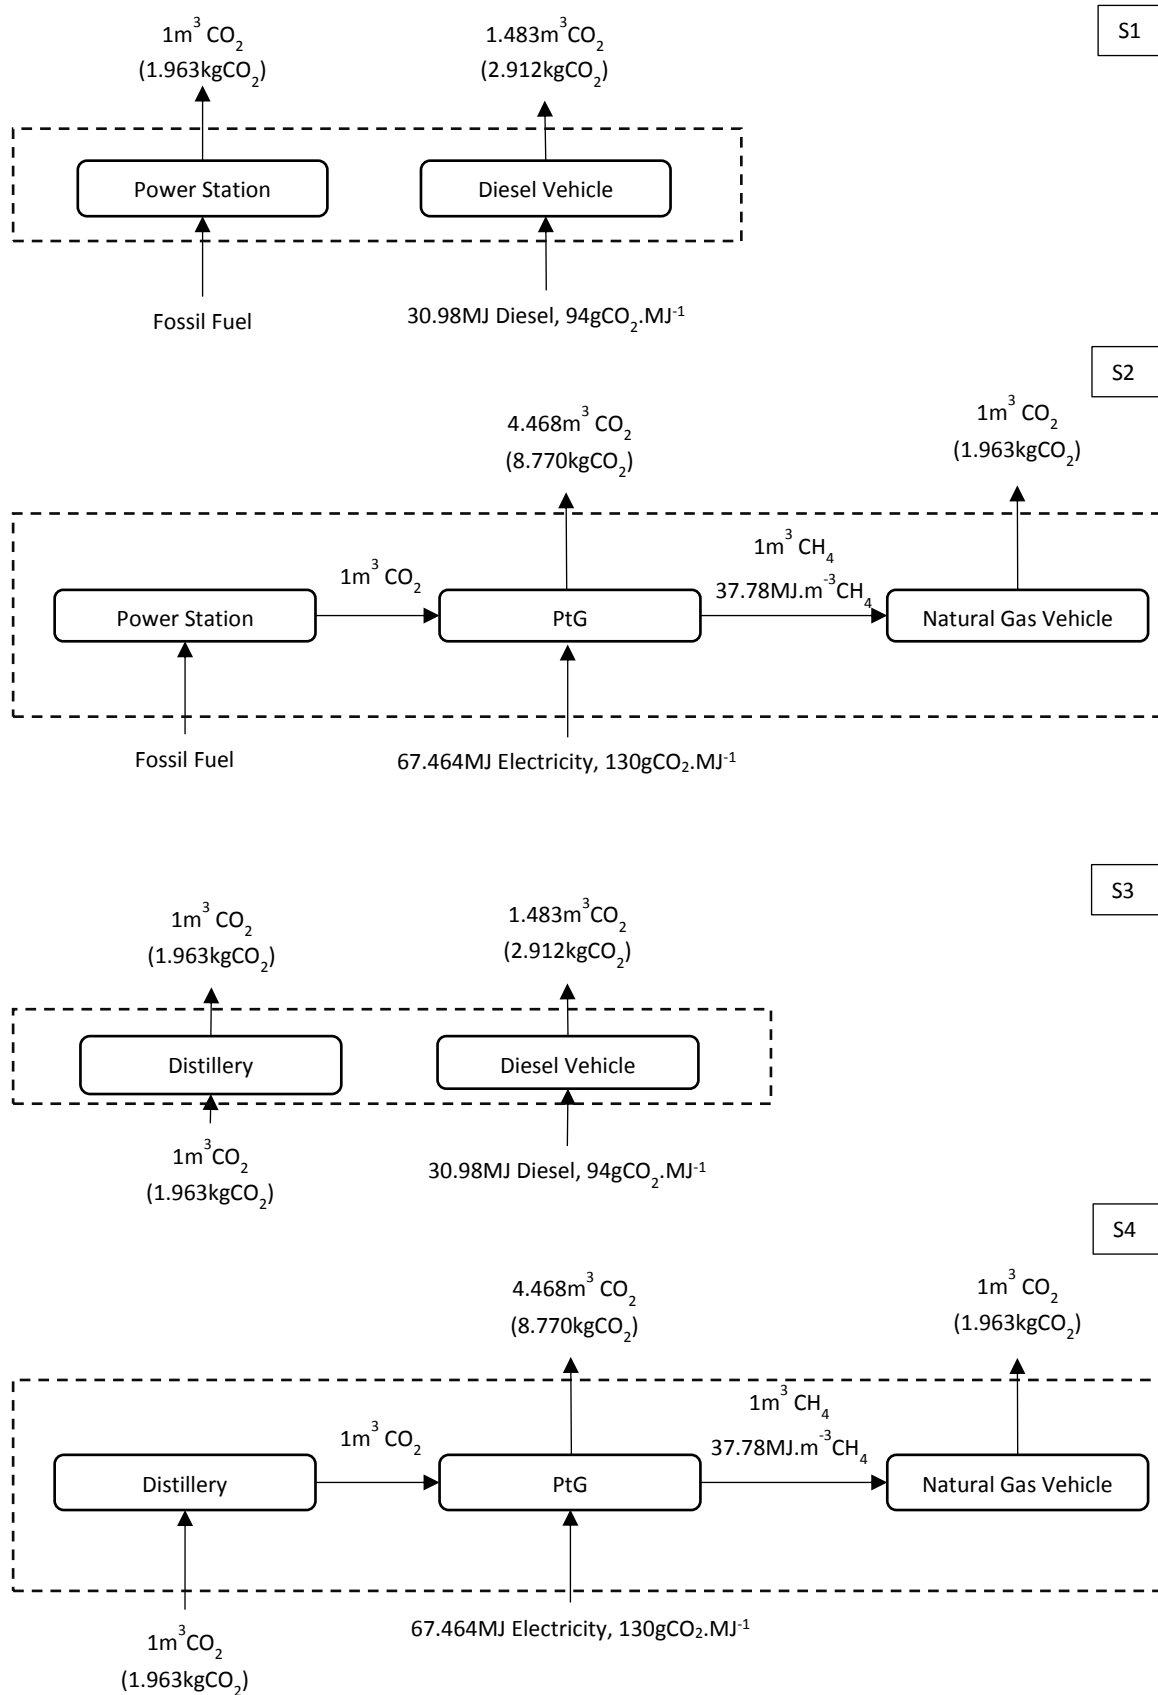 S1
1m³ CO₂
(1.963kgCO₂)
1.483m³CO₂
(2.912kgCO₂)
Power Station
Diesel Vehicle
Fossil Fuel
30.98MJ Diesel, 94gCO₂.MJ⁻¹
S2
4.468m³ CO₂
(8.770kgCO₂)
1m³ CO₂
(1.963kgCO₂)
1m³ CO₂
1m³ CH₄
37.78MJ.m⁻³CH₄
Power Station
PtG
Natural Gas Vehicle
Fossil Fuel
67.464MJ Electricity, 130gCO₂.MJ⁻¹
S3
1m³ CO₂
(1.963kgCO₂)
1.483m³CO₂
(2.912kgCO₂)
Distillery
Diesel Vehicle
1m³CO₂
(1.963kgCO₂)
30.98MJ Diesel, 94gCO₂.MJ⁻¹
S4
4.468m³ CO₂
(8.770kgCO₂)
1m³ CO₂
(1.963kgCO₂)
1m³ CO₂
1m³ CH₄
37.78MJ.m⁻³CH₄
Distillery
PtG
Natural Gas Vehicle
1m³CO₂
(1.963kgCO₂)
67.464MJ Electricity, 130gCO₂.MJ⁻¹